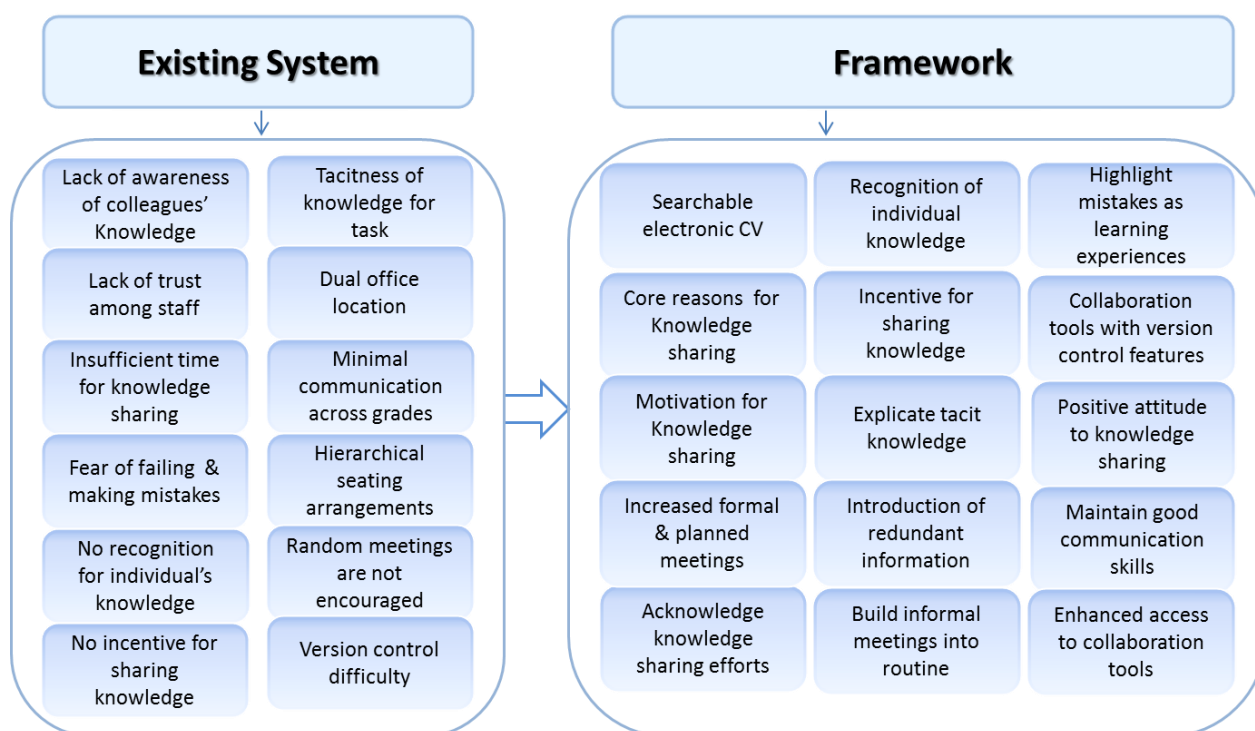 Existing System
Lack of awareness
of colleagues'
Knowledge
Tacitness of
knowledge for
task
Lack of trust
among staff
Dual office
location
Insufficient time
for knowledge
sharing
Minimal
communication
across grades
Fear of failing &
making mistakes
Hierarchical
seating
arrangements
No recognition
for individual's
knowledge
Random meetings
are not
encouraged
No incentive for
sharing
knowledge
Version control
difficulty
Framework
Searchable
electronic CV
Recognition of
individual
knowledge
Highlight
mistakes as
learning
experiences
Core reasons for
Knowledge
sharing
Incentive for
sharing
knowledge
Collaboration
tools with version
control features
Motivation for
Knowledge
sharing
Explicate tacit
knowledge
Positive attitude
to knowledge
sharing
Increased formal
& planned
meetings
Introduction of
redundant
information
Maintain good
communication
skills
Acknowledge
knowledge
sharing efforts
Build informal
meetings into
routine
Enhanced access
to collaboration
tools